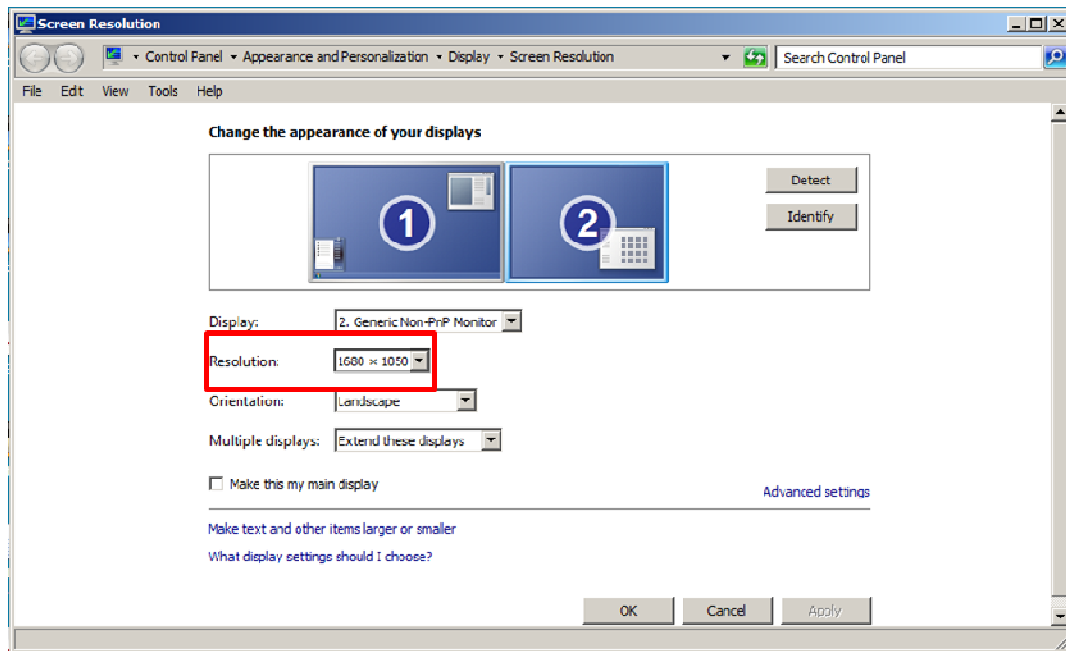 Screen Resolution
Control Panel Appearance and Personalization Display Screen Resolution Search Control Panel
File Edit View Tools Help
Change the appearance of your displays
1 2
Detect
Identify
Display: 2. Generic Non-PnP Monitor
Resolution: 1680 × 1050
Orientation: Landscape
Multiple displays: Extend these displays
Make this my main display
Advanced settings
Make text and other items larger or smaller
What display settings should I choose?
OK Cancel Apply